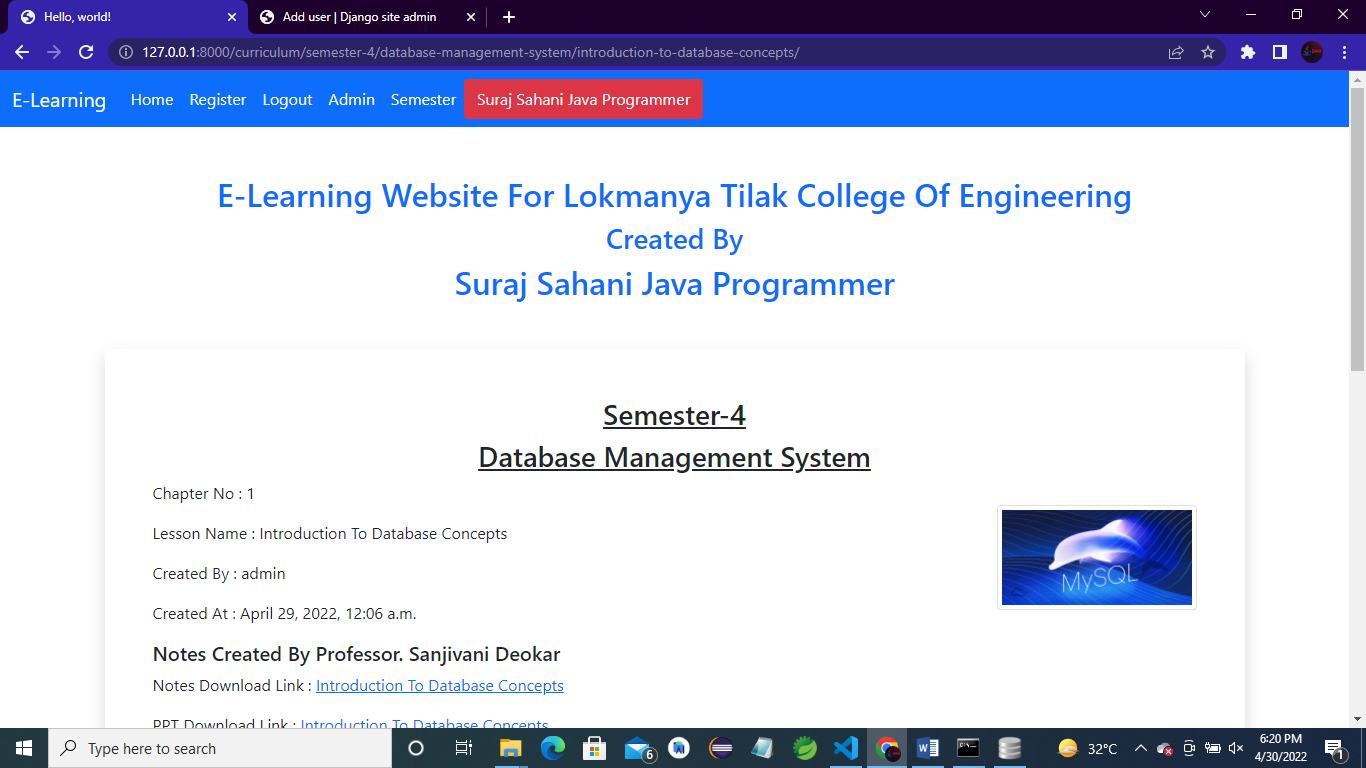 Hello, world!
Add user | Django site admin
127.0.0.1:8000/curriculum/semester-4/database-management-system/introduction-to-database-concepts/
E-Learning Home Register Logout Admin Semester Suraj Sahani Java Programmer
E-Learning Website For Lokmanya Tilak College Of Engineering
Created By
Suraj Sahani Java Programmer
Semester-4
Database Management System
Chapter No : 1
Lesson Name : Introduction To Database Concepts
Created By : admin
Created At : April 29, 2022, 12:06 a.m.
MySQL
Notes Created By Professor. Sanjivani Deokar
Notes Download Link : Introduction To Database Concepts
PPT Download Link : Introduction To Database Concepts
Type here to search
6
32°C
6:20 PM
4/30/2022
1